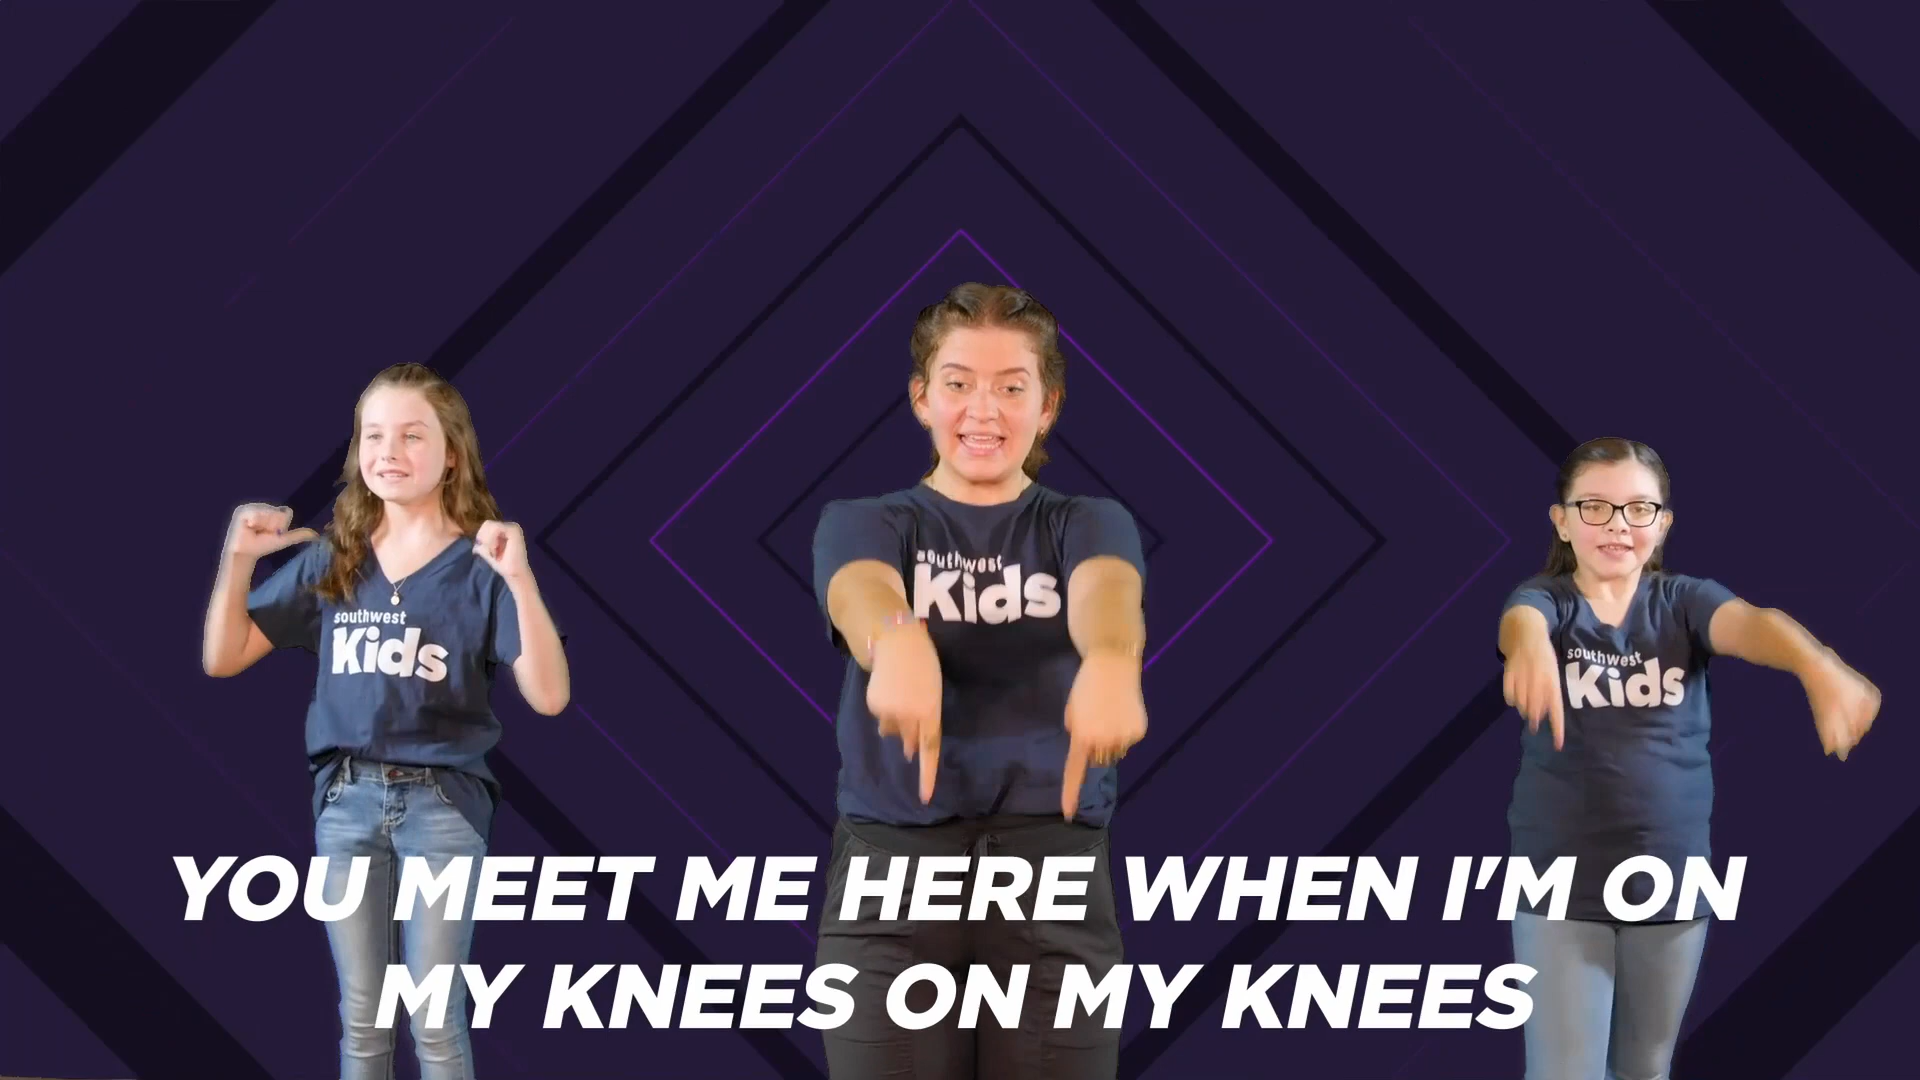 southwest
Kids
southwest
Kids
southwest
Kids
YOU MEET ME HERE WHEN I'M ON
MY KNEES ON MY KNEES